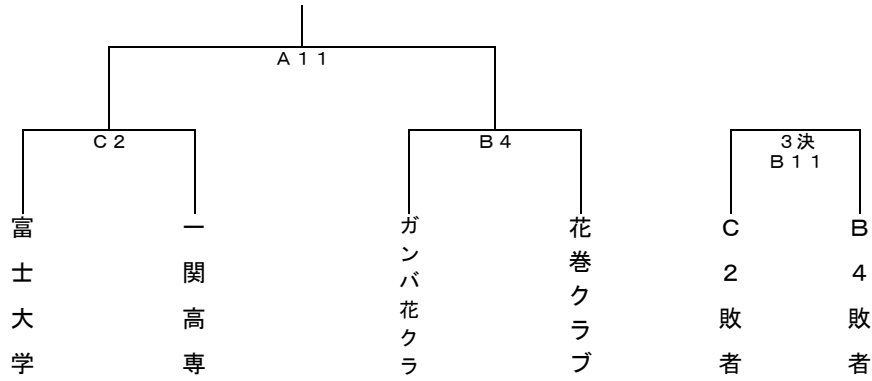 A11
C2
B4
3決
B11
富士大学
一関高専
ガンバ花クラ
花巻クラブ
C2敗者
B4敗者